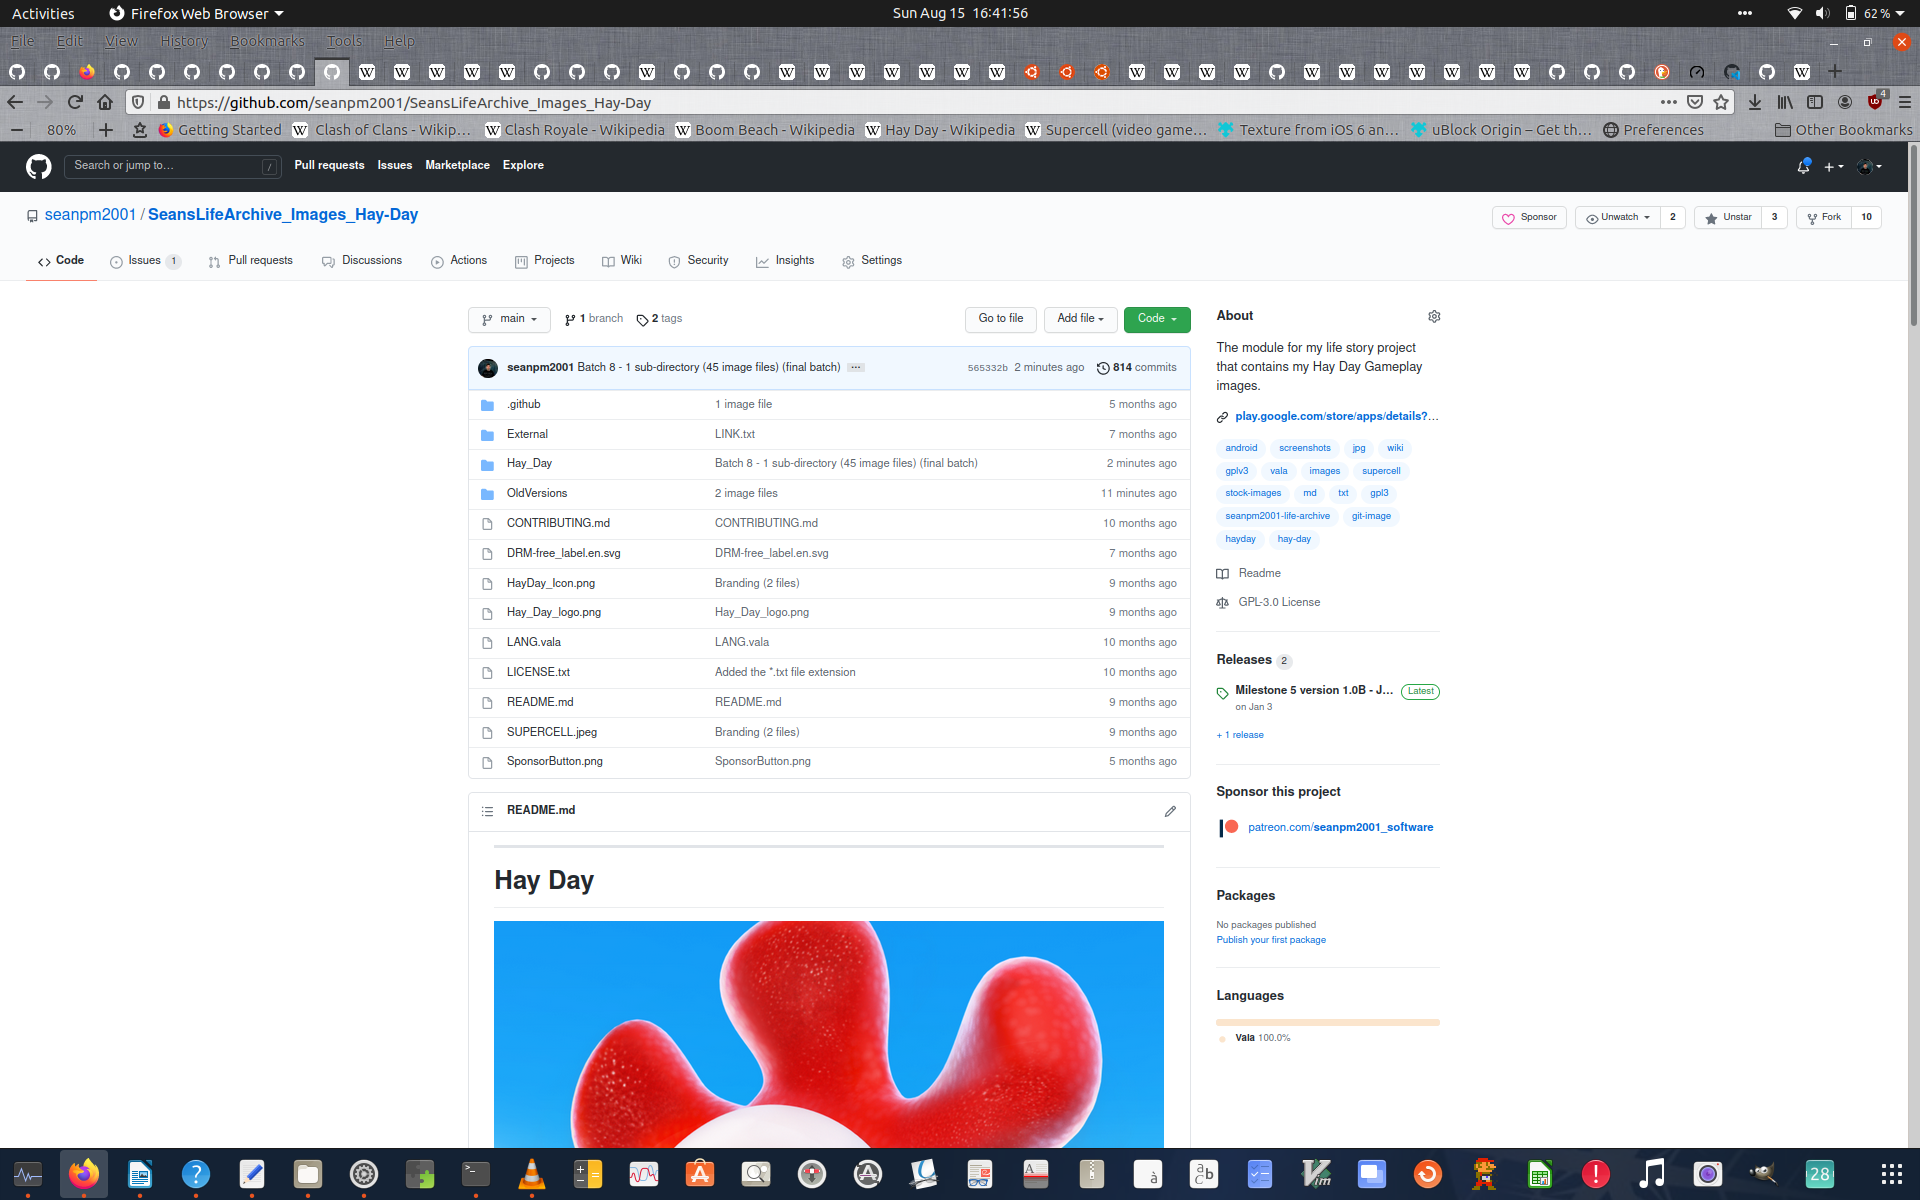 Activities Firefox Web Browser Sun Aug 15 16:41:56 62 %
File Edit View History Bookmarks Tools Help
https://github.com/seanpm2001/SeansLifeArchive_Images_Hay-Day 4
80% Getting Started Clash of Clans - Wikip… Clash Royale - Wikipedia Boom Beach - Wikipedia Hay Day - Wikipedia Supercell (video game… Texture from iOS 6 an… uBlock Origin – Get th… Preferences Other Bookmarks
Search or jump to… / Pull requests Issues Marketplace Explore
seanpm2001 / SeansLifeArchive_Images_Hay-Day Sponsor Unwatch 2 Unstar 3 Fork 10
Code Issues 1 Pull requests Discussions Actions Projects Wiki Security Insights Settings
main 1 branch 2 tags Go to file Add file Code
seanpm2001 Batch 8 - 1 sub-directory (45 image files) (final batch) ··· 565332b 2 minutes ago 814 commits
.github 1 image file 5 months ago
External LINK.txt 7 months ago
Hay_Day Batch 8 - 1 sub-directory (45 image files) (final batch) 2 minutes ago
OldVersions 2 image files 11 minutes ago
CONTRIBUTING.md CONTRIBUTING.md 10 months ago
DRM-free_label.en.svg DRM-free_label.en.svg 7 months ago
HayDay_Icon.png Branding (2 files) 9 months ago
Hay_Day_logo.png Hay_Day_logo.png 9 months ago
LANG.vala LANG.vala 10 months ago
LICENSE.txt Added the *.txt file extension 10 months ago
README.md README.md 9 months ago
SUPERCELL.jpeg Branding (2 files) 9 months ago
SponsorButton.png SponsorButton.png 5 months ago
README.md
Hay Day
About
The module for my life story project
that contains my Hay Day Gameplay
images.
play.google.com/store/apps/details?…
android screenshots jpg wiki
gplv3 vala images supercell
stock-images md txt gpl3
seanpm2001-life-archive git-image
hayday hay-day
Readme
GPL-3.0 License
Releases 2
Milestone 5 version 1.0B - J… Latest
on Jan 3
+ 1 release
Sponsor this project
patreon.com/seanpm2001_software
Packages
No packages published
Publish your first package
Languages
Vala 100.0%
28